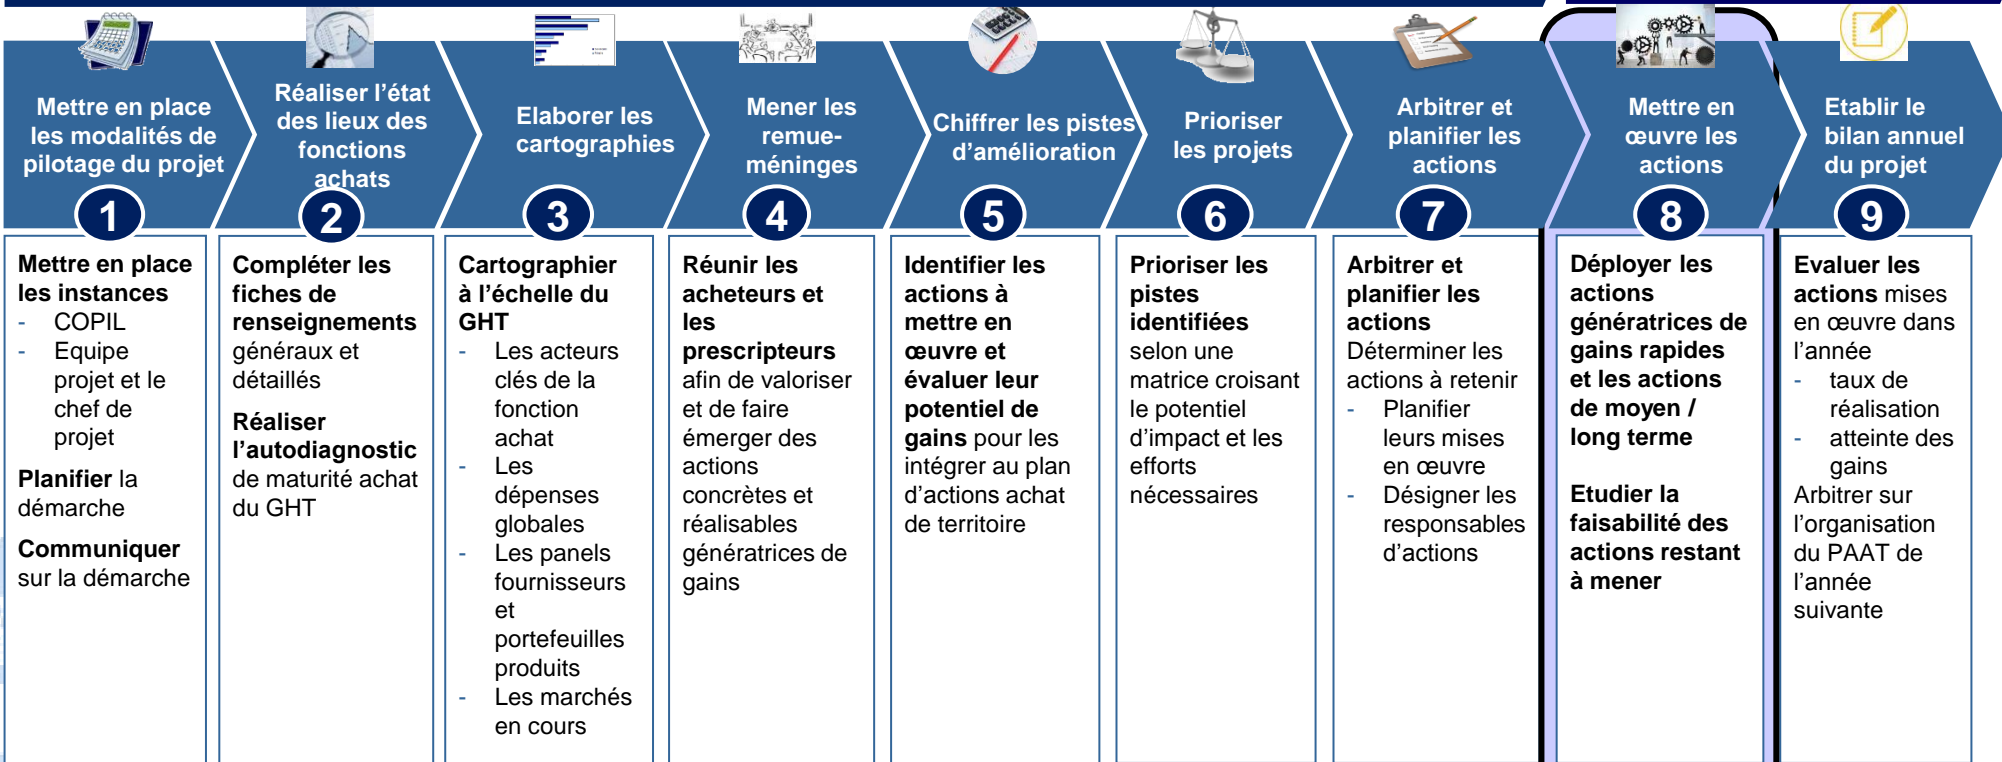 Mettre en place
les modalités de
pilotage du projet
1
Réaliser l'état
des lieux des
fonctions
achats
2
Elaborer les
cartographies
3
Mener les
remue-
méninges
4
Chiffrer les pistes
d'amélioration
5
Prioriser
les projets
6
Arbitrer et
planifier les
actions
7
Mettre en
œuvre les
actions
8
Etablir le
bilan annuel
du projet
9
Mettre en place
les instances
- COPIL
- Equipe
projet et le
chef de
projet
Planifier la
démarche
Communiquer
sur la démarche
Compléter les
fiches de
renseignements
généraux et
détaillés
Réaliser
l'autodiagnostic
de maturité achat
du GHT
Cartographier
à l'échelle du
GHT
- Les acteurs
clés de la
fonction
achat
- Les
dépenses
globales
- Les panels
fournisseurs
et
portefeuilles
produits
- Les marchés
en cours
Réunir les
acheteurs et
les
prescripteurs
afin de valoriser
et de faire
émerger des
actions
concrètes et
réalisables
génératrices de
gains
Identifier les
actions à
mettre en
œuvre et
évaluer leur
potentiel de
gains pour les
intégrer au plan
d'actions achat
de territoire
Prioriser les
pistes
identifiées
selon une
matrice croisant
le potentiel
d'impact et les
efforts
nécessaires
Arbitrer et
planifier les
actions
Déterminer les
actions à retenir
- Planifier
leurs mises
en œuvre
- Désigner les
responsables
d'actions
Déployer les
actions
génératrices de
gains rapides
et les actions
de moyen /
long terme
Etudier la
faisabilité des
actions restant
à mener
Evaluer les
actions mises
en œuvre dans
l'année
- taux de
réalisation
- atteinte des
gains
Arbitrer sur
l'organisation
du PAAT de
l'année
suivante